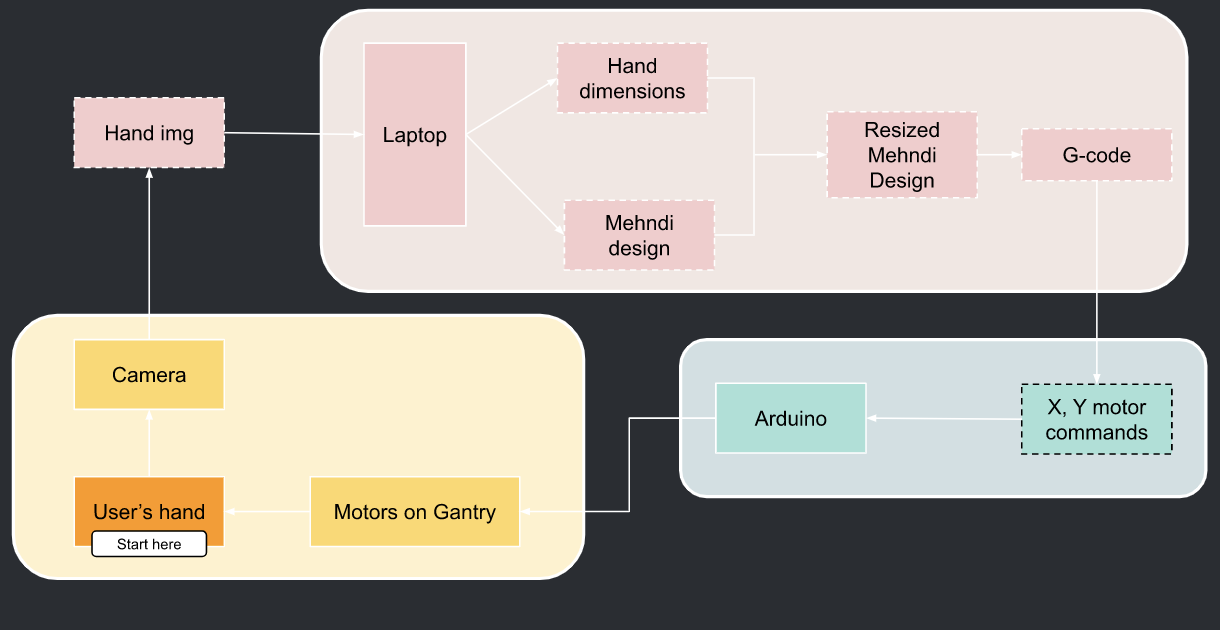 Hand img
Laptop
Hand
dimensions
Mehndi
design
Resized
Mehndi
Design
G-code
Camera
User’s hand
Start here
Motors on Gantry
Arduino
X, Y motor
commands